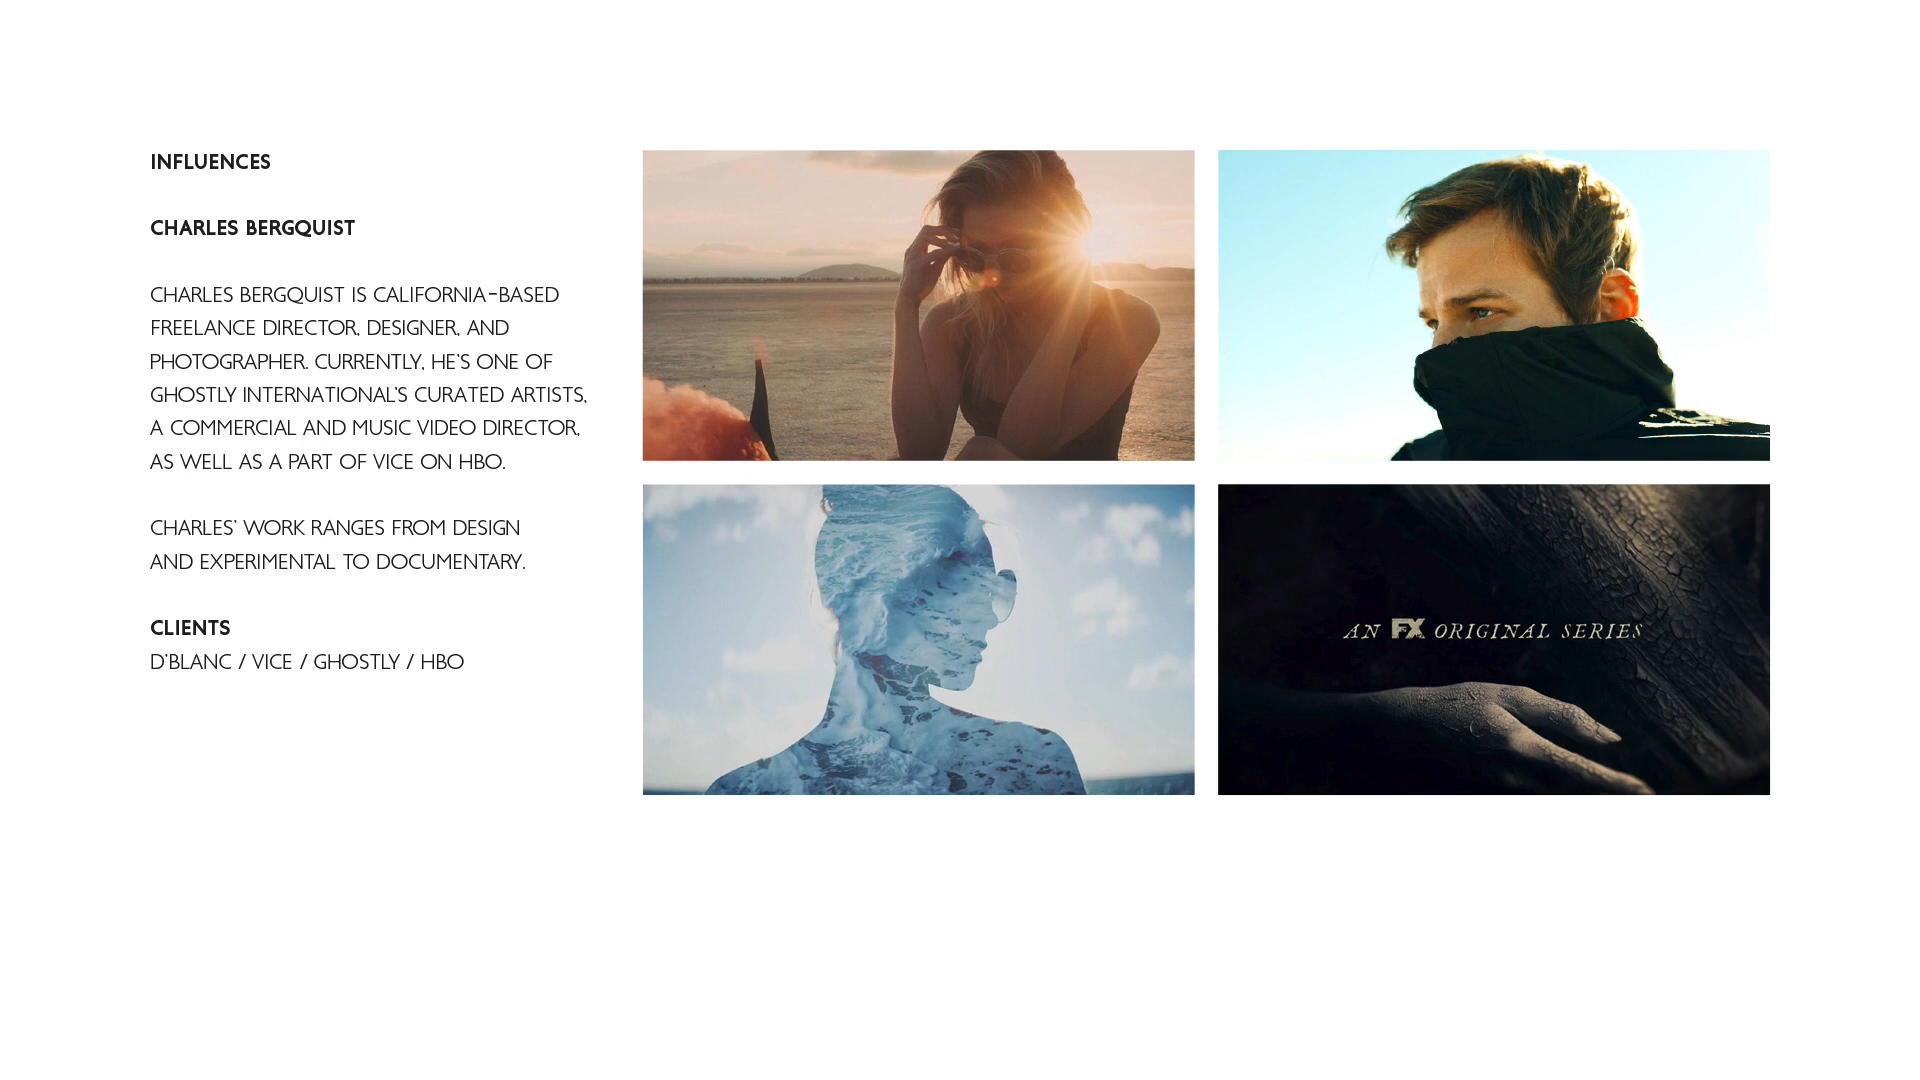 INFLUENCES
CHARLES BERGQUIST
CHARLES BERGQUIST IS CALIFORNIA-BASED
FREELANCE DIRECTOR, DESIGNER, AND
PHOTOGRAPHER. CURRENTLY, HE'S ONE OF
GHOSTLY INTERNATIONAL'S CURATED ARTISTS,
A COMMERCIAL AND MUSIC VIDEO DIRECTOR,
AS WELL AS A PART OF VICE ON HBO.
CHARLES' WORK RANGES FROM DESIGN
AND EXPERIMENTAL TO DOCUMENTARY.
CLIENTS
D'BLANC / VICE / GHOSTLY / HBO
AN FX ORIGINAL SERIES